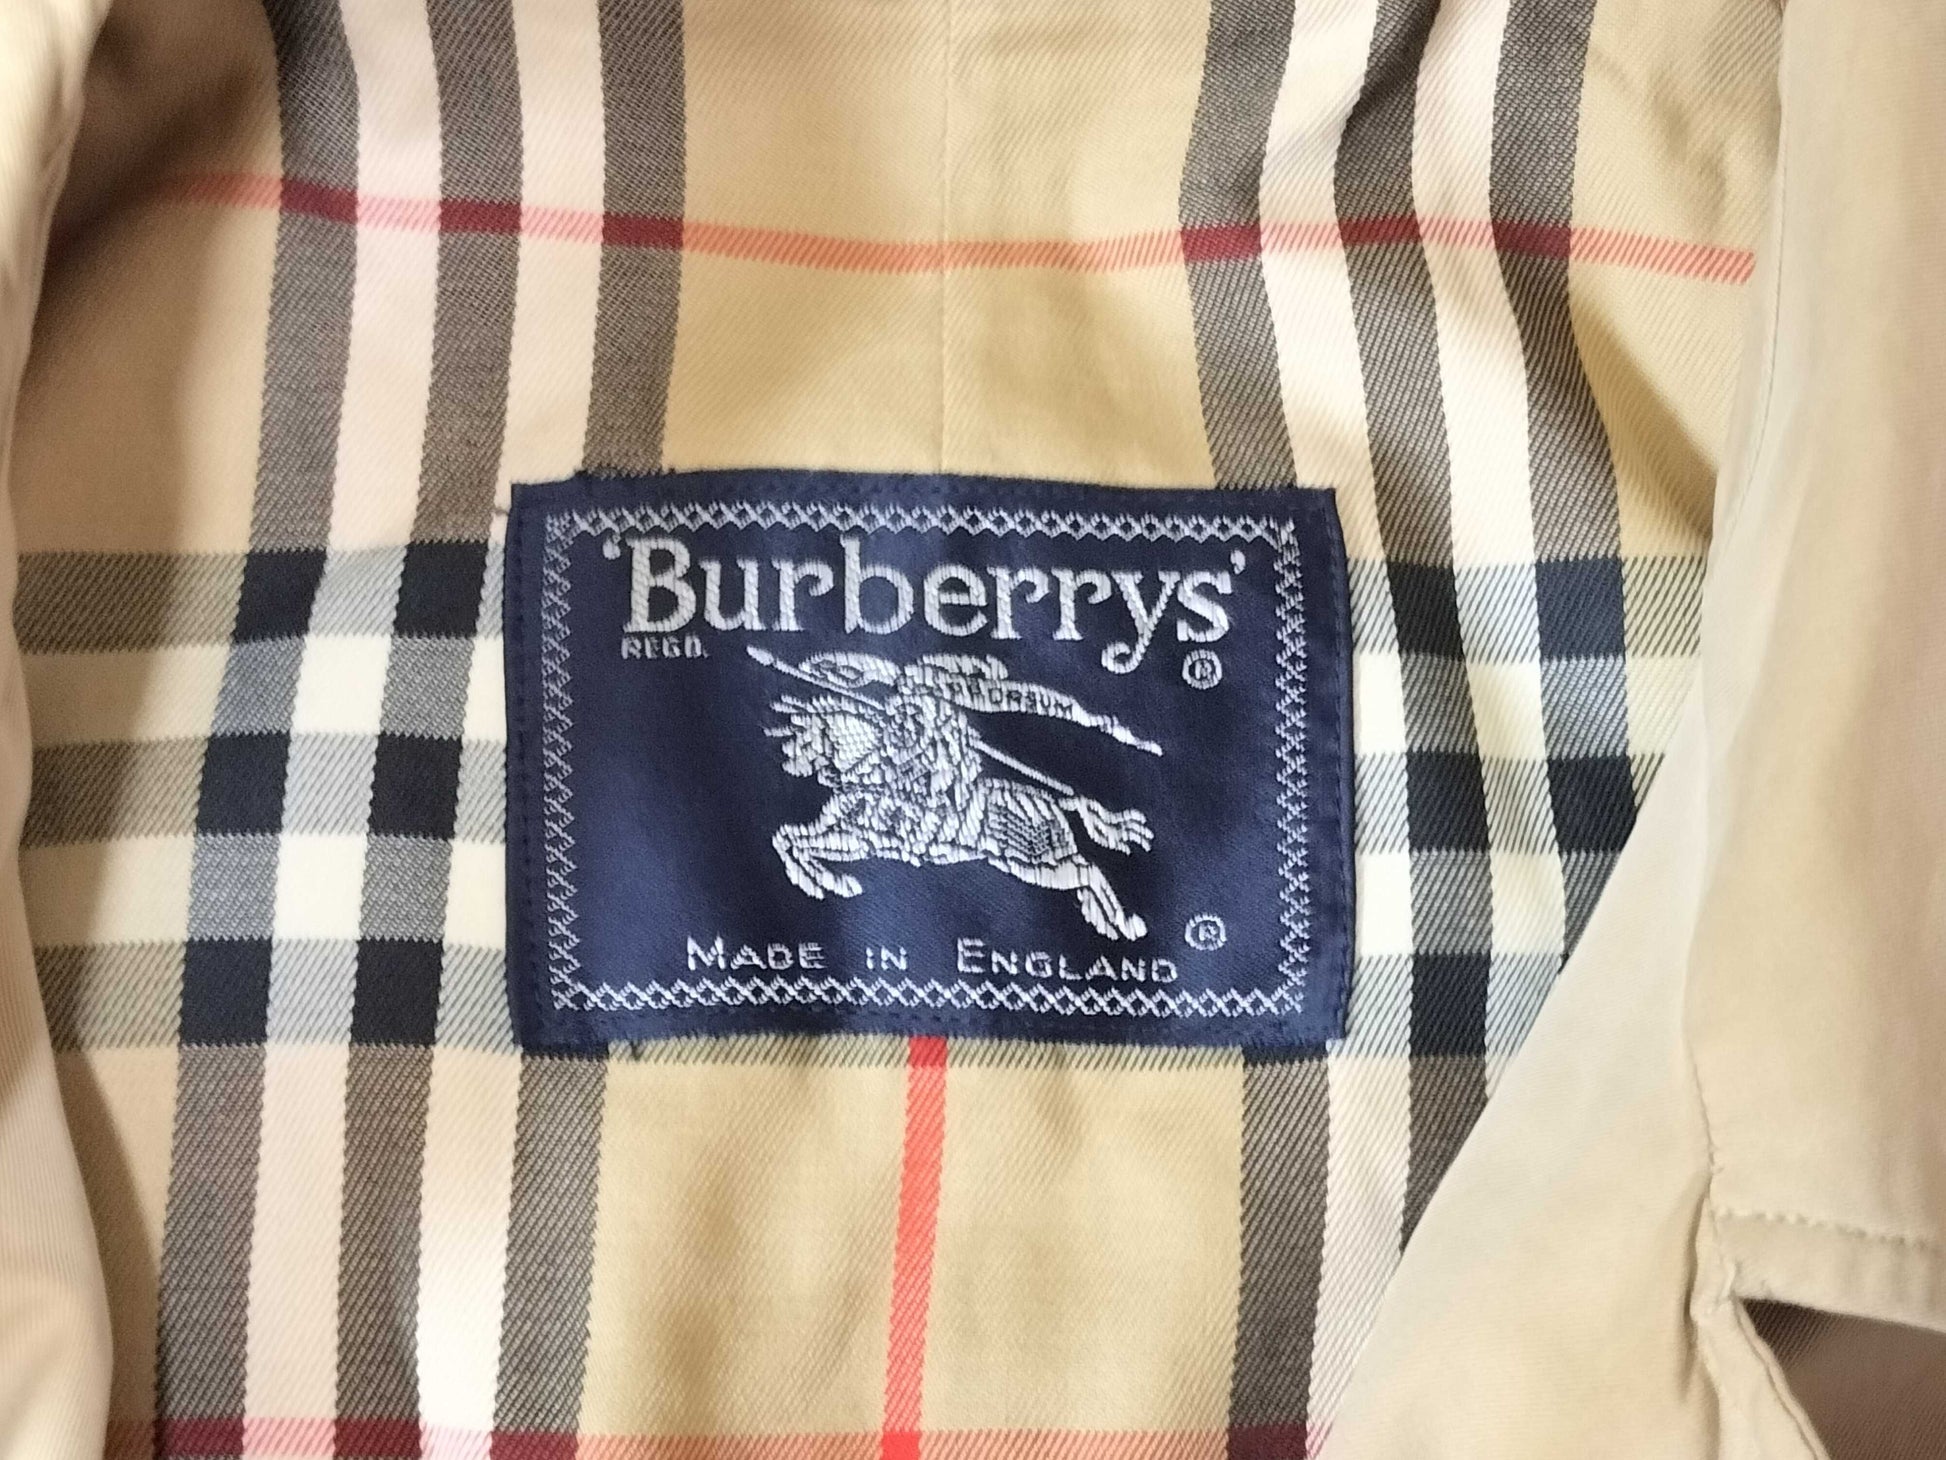 'Burberrys'
REGD. ®
PRORSUM
MADE IN ENGLAND ®